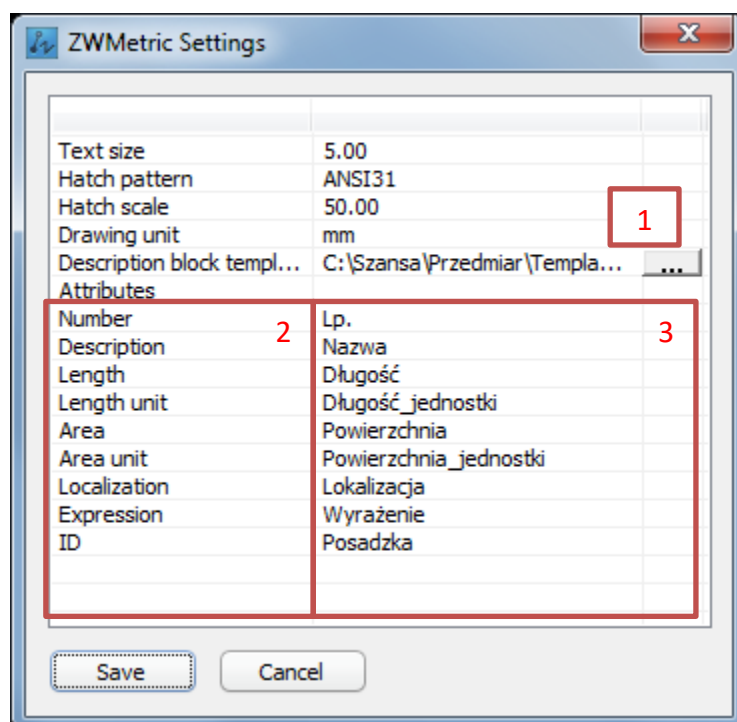 ZWMetric Settings
Text size 5.00
Hatch pattern ANSI31
Hatch scale 50.00
1
Drawing unit mm
Description block templ... C:\Szansa\Przedmiar\Templa... ...
Attributes
Number 2 Lp. 3
Description Nazwa
Length Długość
Length unit Długość_jednostki
Area Powierzchnia
Area unit Powierzchnia_jednostki
Localization Lokalizacja
Expression Wyrażenie
ID Posadzka
Save Cancel